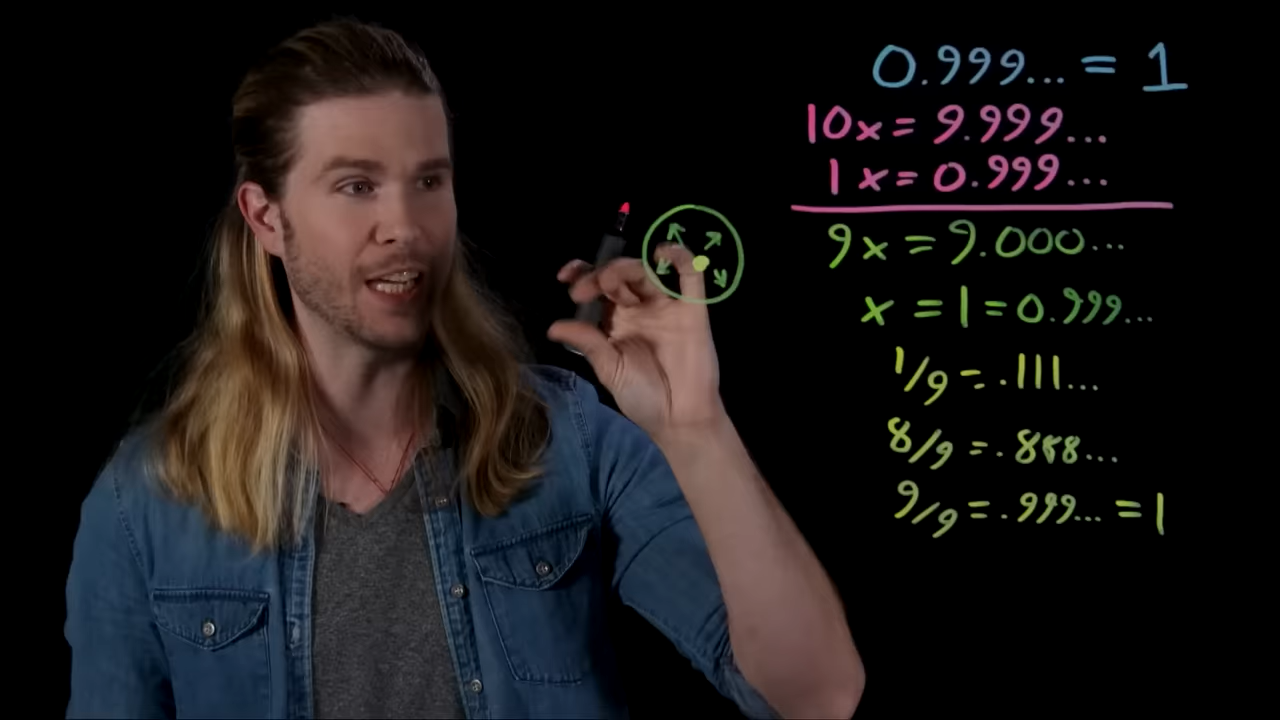 0.999... = 1
10x = 9.999...
1x = 0.999...
9x = 9.000...
x = 1 = 0.999...
1/9 = .111...
8/9 = .888...
9/9 = .999... = 1